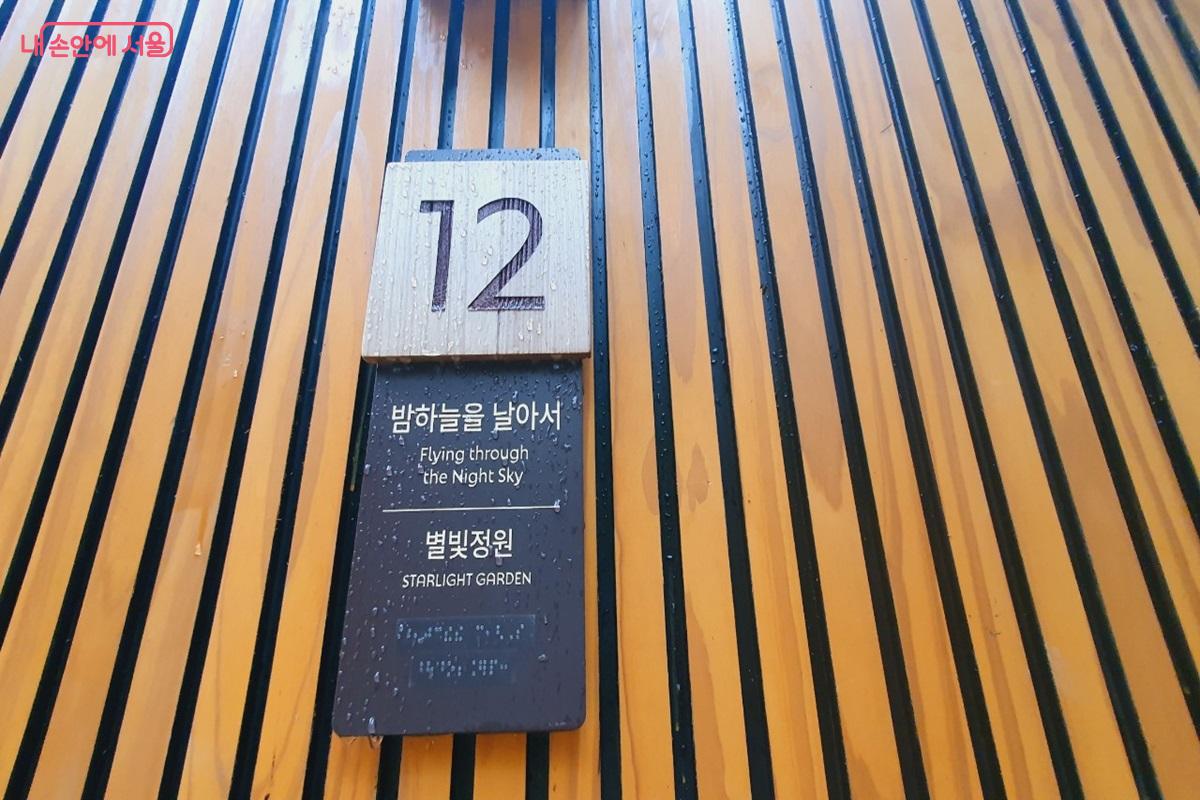 내 손안에 서울
12
밤하늘을 날아서
Flying through
the Night Sky
별빛정원
STARLIGHT GARDEN